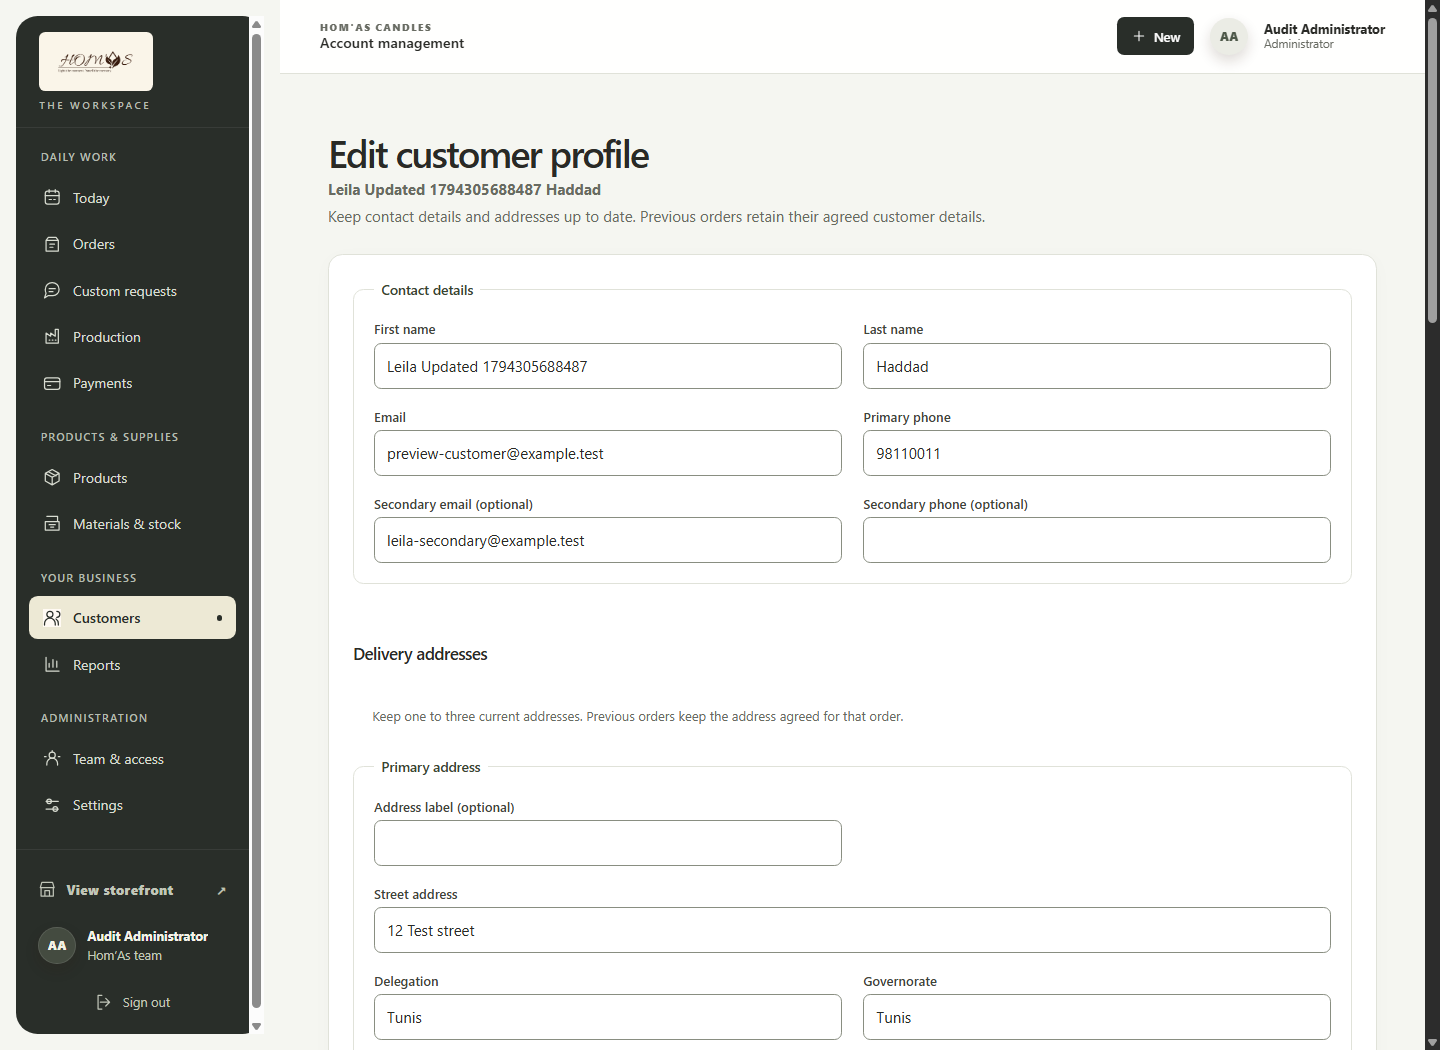 HOM'AS
THE WORKSPACE
DAILY WORK
Today
Orders
Custom requests
Production
Payments
PRODUCTS & SUPPLIES
Products
Materials & stock
YOUR BUSINESS
Customers
Reports
ADMINISTRATION
Team & access
Settings
View storefront
AA
Audit Administrator
Hom'As team
Sign out
HOM'AS CANDLES
Account management
+ New
AA
Audit Administrator
Administrator
Edit customer profile
Leila Updated 1794305688487 Haddad
Keep contact details and addresses up to date. Previous orders retain their agreed customer details.
Contact details
First name
Leila Updated 1794305688487
Last name
Haddad
Email
preview-customer@example.test
Primary phone
98110011
Secondary email (optional)
leila-secondary@example.test
Secondary phone (optional)
Delivery addresses
Keep one to three current addresses. Previous orders keep the address agreed for that order.
Primary address
Address label (optional)
Street address
12 Test street
Delegation
Tunis
Governorate
Tunis